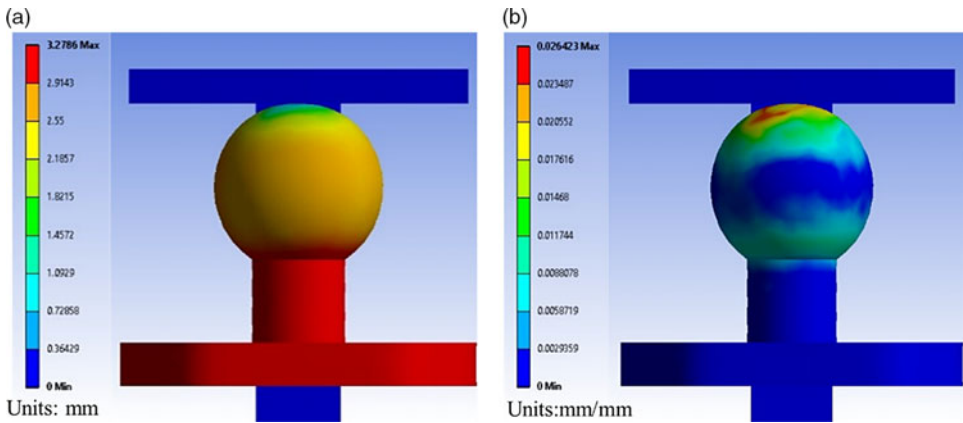 (a)
3.2786 Max
2.9143
2.55
2.1857
1.8215
1.4572
1.0929
0.72858
0.36429
0 Min
Units: mm
(b)
0.026423 Max
0.023487
0.020552
0.017616
0.01468
0.011744
0.0088078
0.0058719
0.0029359
0 Min
Units:mm/mm